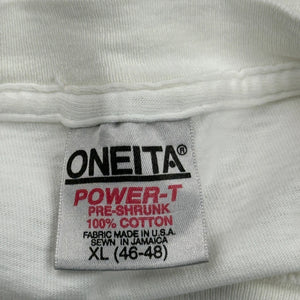 ONEITA®
POWER-T
PRE-SHRUNK
100% COTTON
FABRIC MADE IN U.S.A.
SEWN IN JAMAICA
XL (46-48)